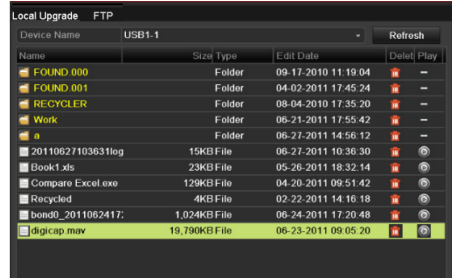 Local Upgrade FTP
Device Name USB1-1 Refresh
Name Size Type Edit Date Delet Play
FOUND.000 Folder 09-17-2010 11:19:04 –
FOUND.001 Folder 04-02-2011 17:45:24 –
RECYCLER Folder 08-04-2010 17:35:20 –
Work Folder 06-21-2011 17:55:42 –
a Folder 06-27-2011 14:56:12 –
20110627103631log 15KB File 06-27-2011 10:36:30
Book1.xls 23KB File 05-26-2011 18:32:14
Compare Excel.exe 129KB File 04-20-2011 09:51:42
Recycled 4KB File 02-22-2011 14:16:18
bond0_2011062417: 1,024KB File 06-24-2011 17:20:48
digicap.mav 19,790KB File 06-23-2011 09:05:20